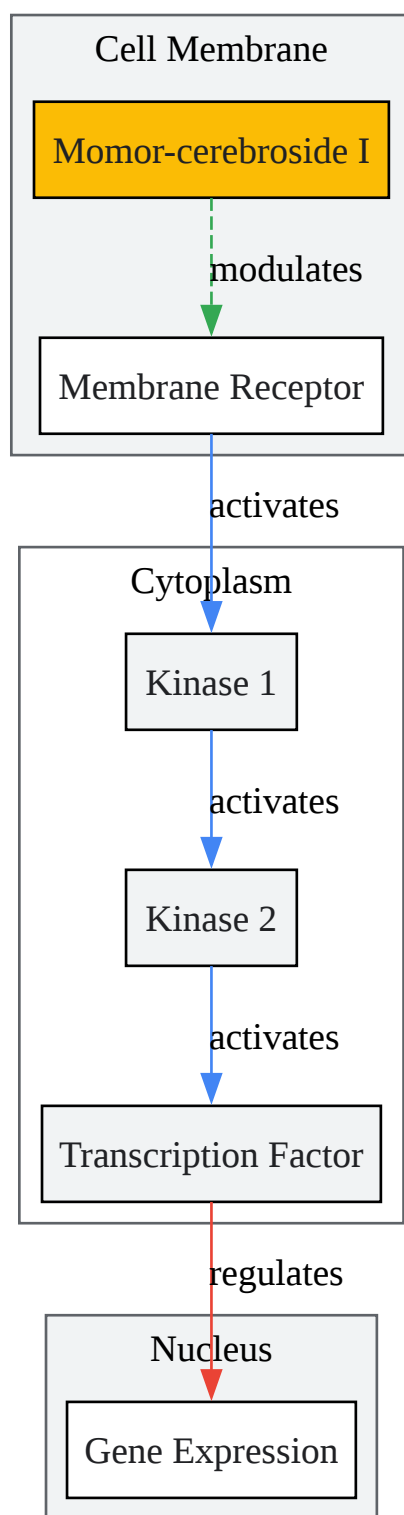 Cell Membrane
Momor-cerebroside I
modulates
Membrane Receptor
activates
Cytoplasm
Kinase 1
activates
Kinase 2
activates
Transcription Factor
regulates
Nucleus
Gene Expression